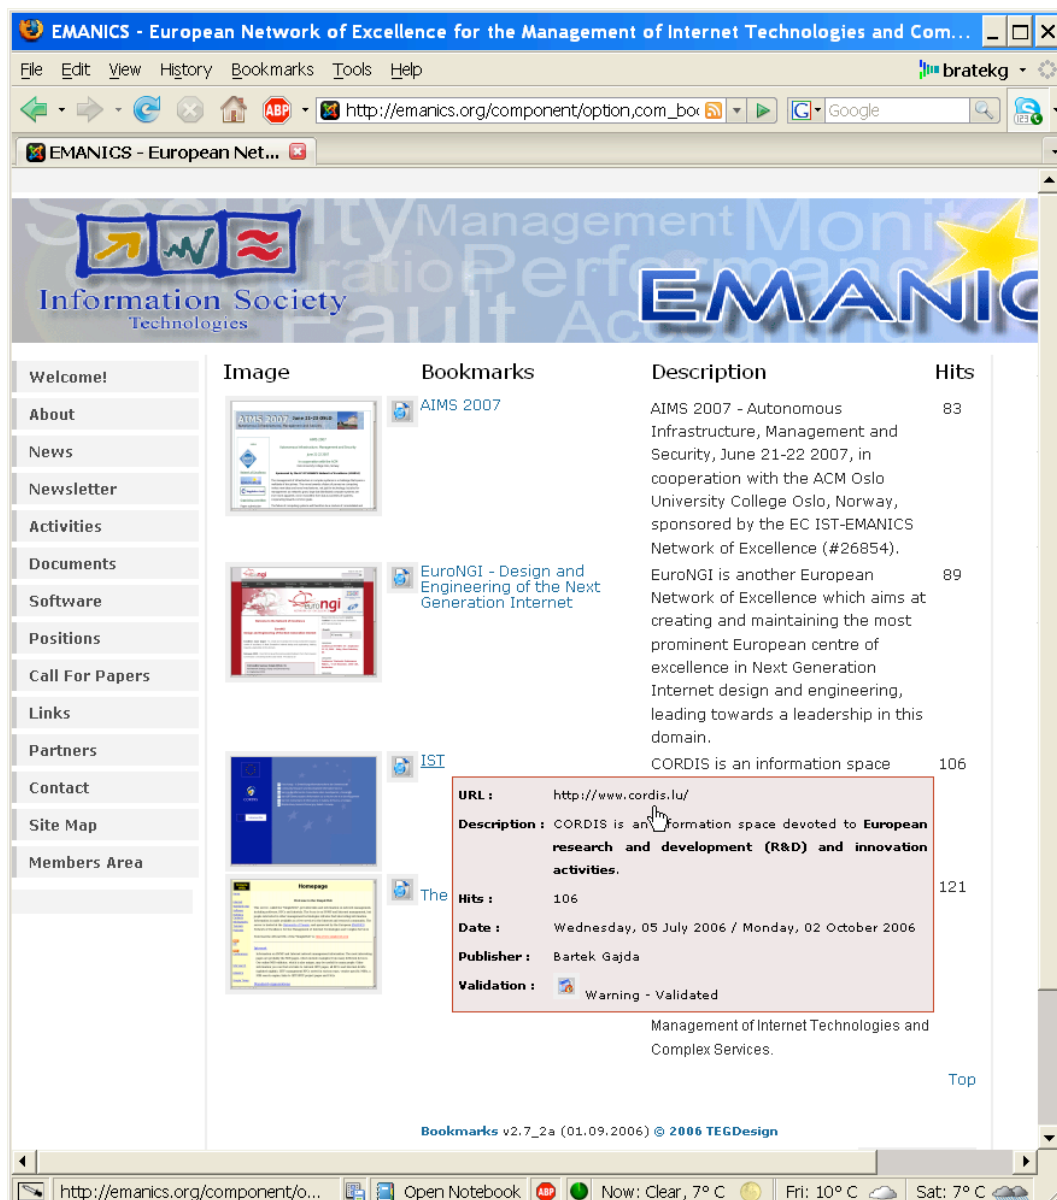 EMANICS - European Network of Excellence for the Management of Internet Technologies and Com...
File Edit View History Bookmarks Tools Help
bratekg
ABP
http://emanics.org/component/option,com_boo
G
Google
123
EMANICS - European Net...
Security
Management
Performance
Fault
Accounting
Information Society
Technologies
EMANIC
Welcome!
About
News
Newsletter
Activities
Documents
Software
Positions
Call For Papers
Links
Partners
Contact
Site Map
Members Area
Image Bookmarks Description Hits
AIMS 2007
AIMS 2007 - Autonomous
Infrastructure, Management and
Security, June 21-22 2007, in
cooperation with the ACM Oslo
University College Oslo, Norway,
sponsored by the EC IST-EMANICS
Network of Excellence (#26854).
83
EuroNGI - Design and
Engineering of the Next
Generation Internet
EuroNGI is another European
Network of Excellence which aims at
creating and maintaining the most
prominent European centre of
excellence in Next Generation
Internet design and engineering,
leading towards a leadership in this
domain.
89
IST
CORDIS is an information space
106
URL : http://www.cordis.lu/
Description : CORDIS is an information space devoted to European
research and development (R&D) and innovation
activities.
Hits : 106
Date : Wednesday, 05 July 2006 / Monday, 02 October 2006
Publisher : Bartek Gajda
Validation : Warning - Validated
Homepage
The
121
Management of Internet Technologies and
Complex Services.
Top
Bookmarks v2.7_2a (01.09.2006) © 2006 TEGDesign
http://emanics.org/component/o...
Open Notebook
ABP
Now: Clear, 7° C
Fri: 10° C
Sat: 7° C